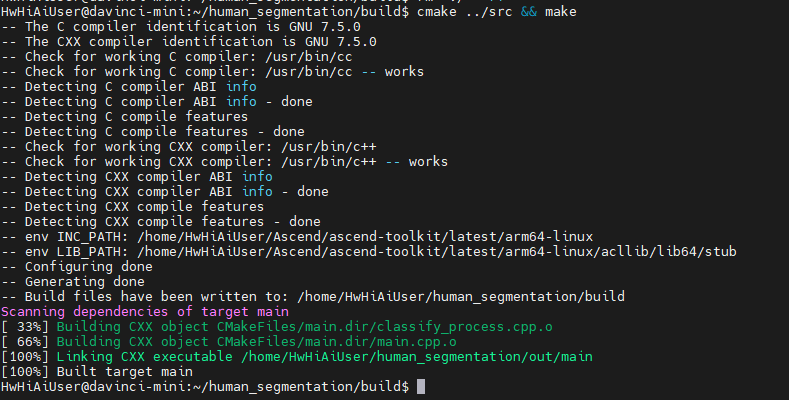 HwHiAiUser@davinci-mini:~/human_segmentation/build$ cmake ../src && make
-- The C compiler identification is GNU 7.5.0
-- The CXX compiler identification is GNU 7.5.0
-- Check for working C compiler: /usr/bin/cc
-- Check for working C compiler: /usr/bin/cc -- works
-- Detecting C compiler ABI info
-- Detecting C compiler ABI info - done
-- Detecting C compile features
-- Detecting C compile features - done
-- Check for working CXX compiler: /usr/bin/c++
-- Check for working CXX compiler: /usr/bin/c++ -- works
-- Detecting CXX compiler ABI info
-- Detecting CXX compiler ABI info - done
-- Detecting CXX compile features
-- Detecting CXX compile features - done
-- env INC_PATH: /home/HwHiAiUser/Ascend/ascend-toolkit/latest/arm64-linux
-- env LIB_PATH: /home/HwHiAiUser/Ascend/ascend-toolkit/latest/arm64-linux/acllib/lib64/stub
-- Configuring done
-- Generating done
-- Build files have been written to: /home/HwHiAiUser/human_segmentation/build
Scanning dependencies of target main
[ 33%] Building CXX object CMakeFiles/main.dir/classify_process.cpp.o
[ 66%] Building CXX object CMakeFiles/main.dir/main.cpp.o
[100%] Linking CXX executable /home/HwHiAiUser/human_segmentation/out/main
[100%] Built target main
HwHiAiUser@davinci-mini:~/human_segmentation/build$